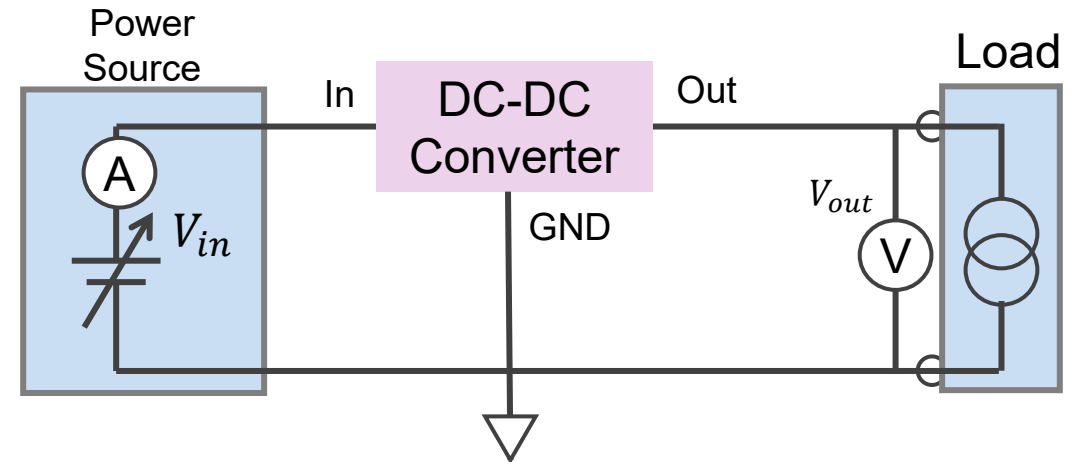 Power
Source
A
V_in
In
DC-DC
Converter
GND
Out
V_out
V
Load